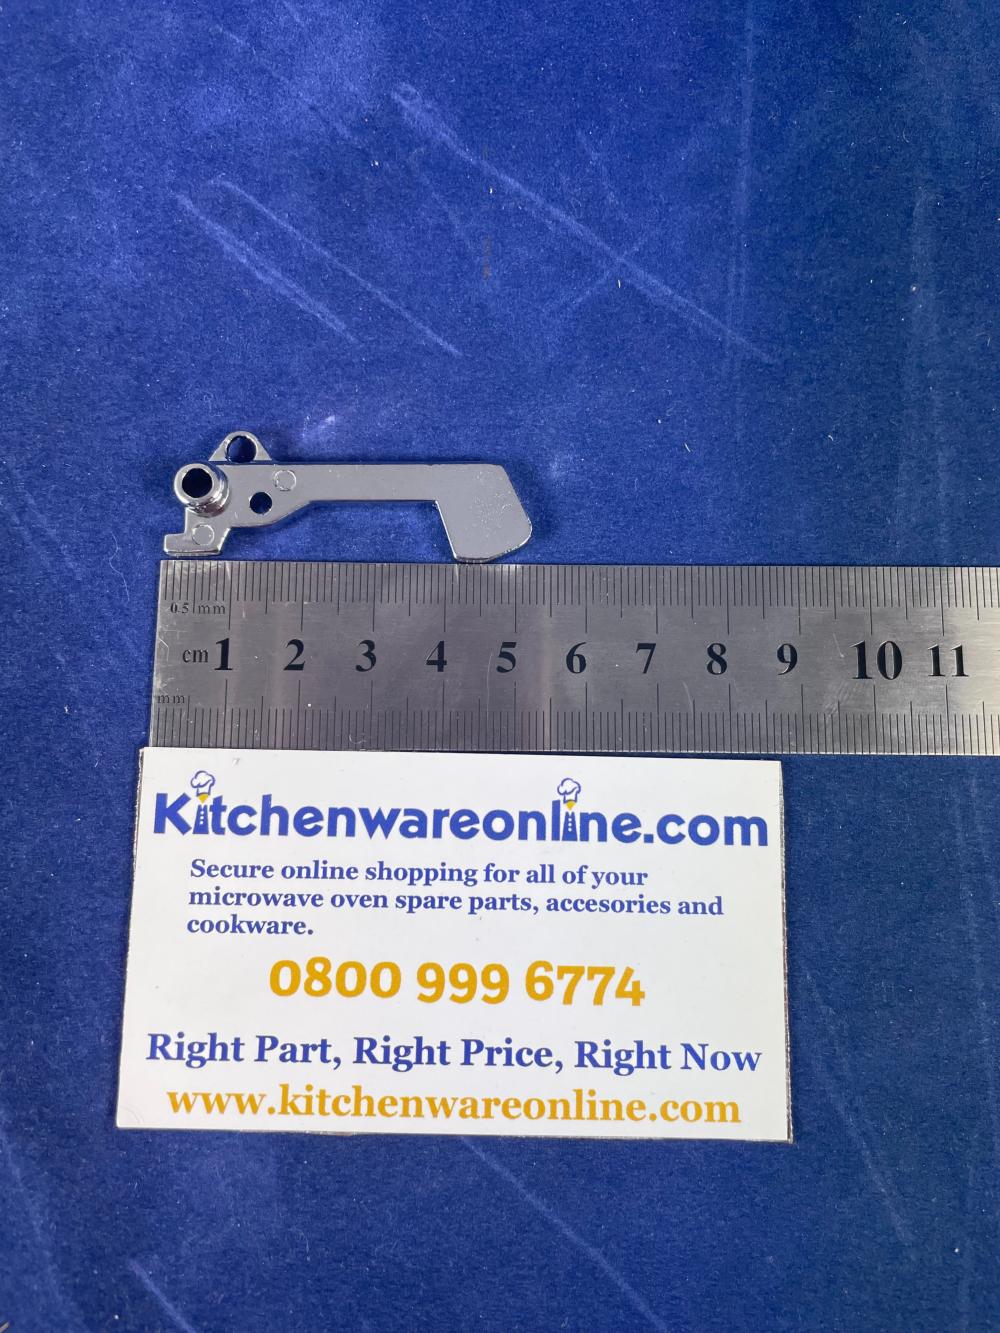 0.5 mm
cm 1 2 3 4 5 6 7 8 9 10 11
mm
Kitchenwareonline.com
Secure online shopping for all of your
microwave oven spare parts, accesories and
cookware.
0800 999 6774
Right Part, Right Price, Right Now
www.kitchenwareonline.com